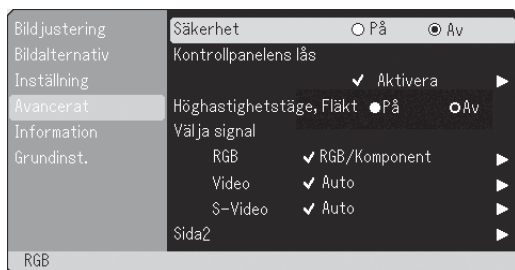 Bildjustering
Bildalternativ
Inställning
Avancerat
Information
Grundinst.
Säkerhet På Av
Kontrollpanelens lås
Aktivera
Höghastighetstäge, Fläkt På Av
Välja signal
RGB RGB/Komponent
Video Auto
S-Video Auto
Sida2
RGB